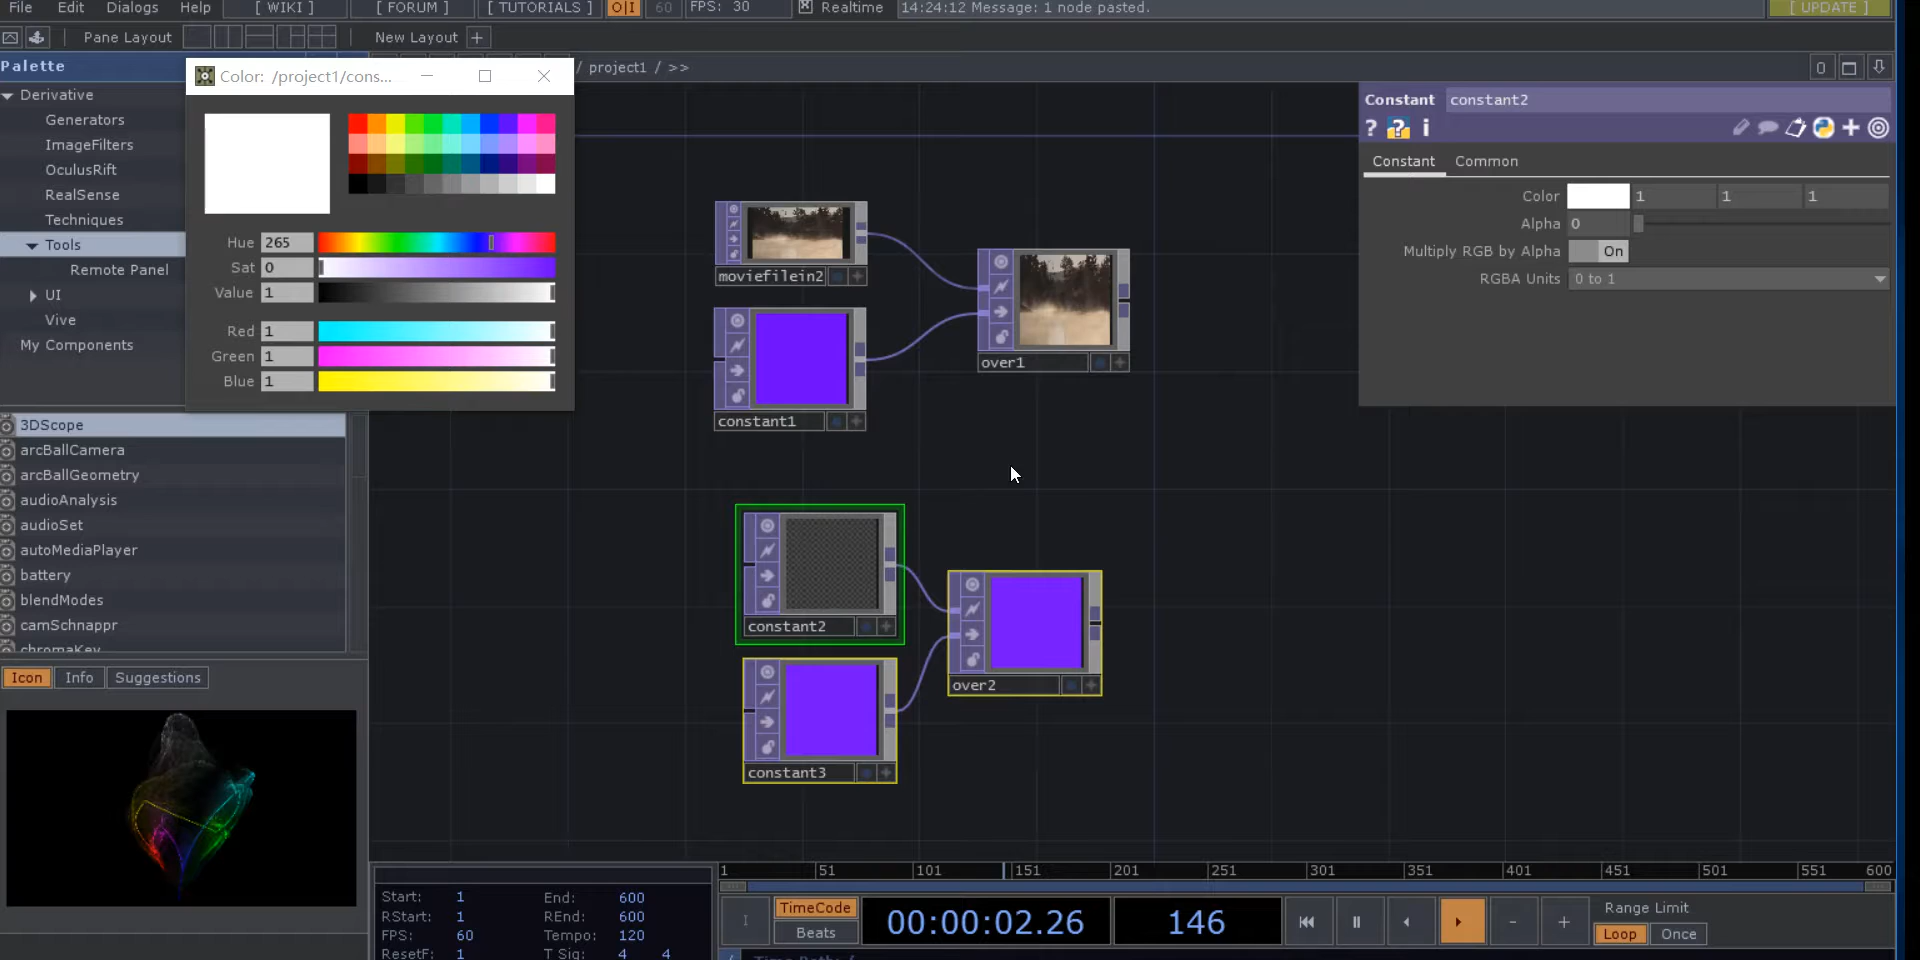 File Edit Dialogs Help [ WIKI ] [ FORUM ] [ TUTORIALS ] O|I 60 FPS: 30 Realtime 14:24:12 Message: 1 node pasted. [ UPDATE ]
Pane Layout New Layout +
Palette
Derivative
Generators
ImageFilters
OculusRift
RealSense
Techniques
Tools
Remote Panel
UI
Vive
My Components
Color: /project1/cons...
Hue 265
Sat 0
Value 1
Red 1
Green 1
Blue 1
/ project1 / >>
0
Constant constant2
? ? i
Constant Common
Color 1 1 1
Alpha 0
Multiply RGB by Alpha On
RGBA Units 0 to 1
moviefilein2
constant1
over1
constant2
constant3
over2
3DScope
arcBallCamera
arcBallGeometry
audioAnalysis
audioSet
autoMediaPlayer
battery
blendModes
camSchnappr
chromaKey
Icon Info Suggestions
1 51 101 151 201 251 301 351 401 451 501 551 600
Start: 1 End: 600
RStart: 1 REnd: 600
FPS: 60 Tempo: 120
ResetF: 1 T Sig: 4 4
TimeCode
Beats
00:00:02.26
146
- +
Range Limit
Loop Once
Time Path: /